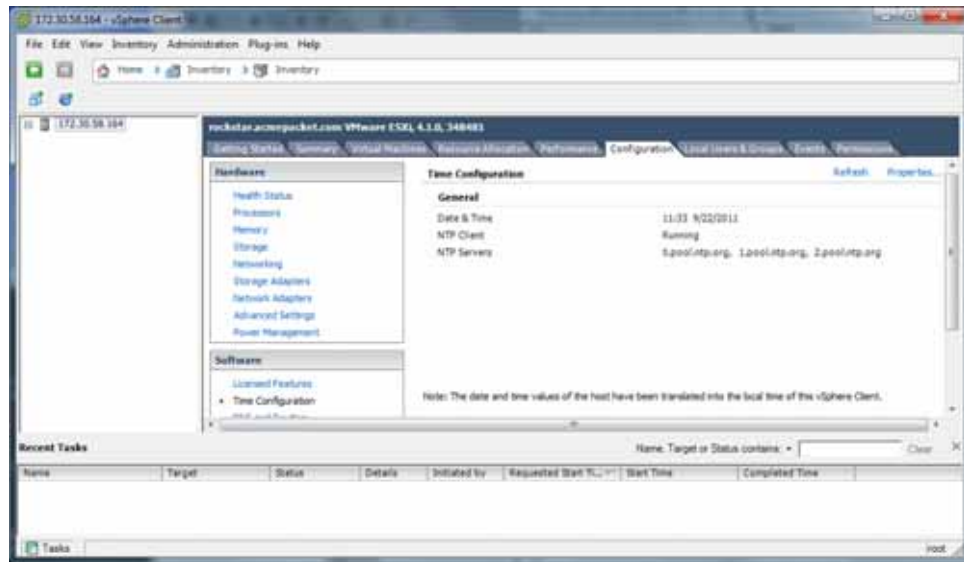 172.30.58.164 - vSphere Client
File Edit View Inventory Administration Plug-ins Help
Home Inventory Inventory
172.30.58.164
rockstar.acmepacket.com VMware ESXi, 4.1.0, 348481
Getting Started Summary Virtual Machines Resource Allocation Performance Configuration Local Users & Groups Events Permissions
Hardware
Health Status
Processors
Memory
Storage
Networking
Storage Adapters
Network Adapters
Advanced Settings
Power Management
Software
Licensed Features
Time Configuration
Time Configuration Refresh Properties...
General
Date & Time 11:33 9/22/2011
NTP Client Running
NTP Servers 0.pool.ntp.org, 1.pool.ntp.org, 2.pool.ntp.org
Note: The date and time values of the host have been translated into the local time of this vSphere Client.
Recent Tasks Name, Target or Status contains: Clear
Name Target Status Details Initiated by Requested Start Ti... Start Time Completed Time
Tasks root